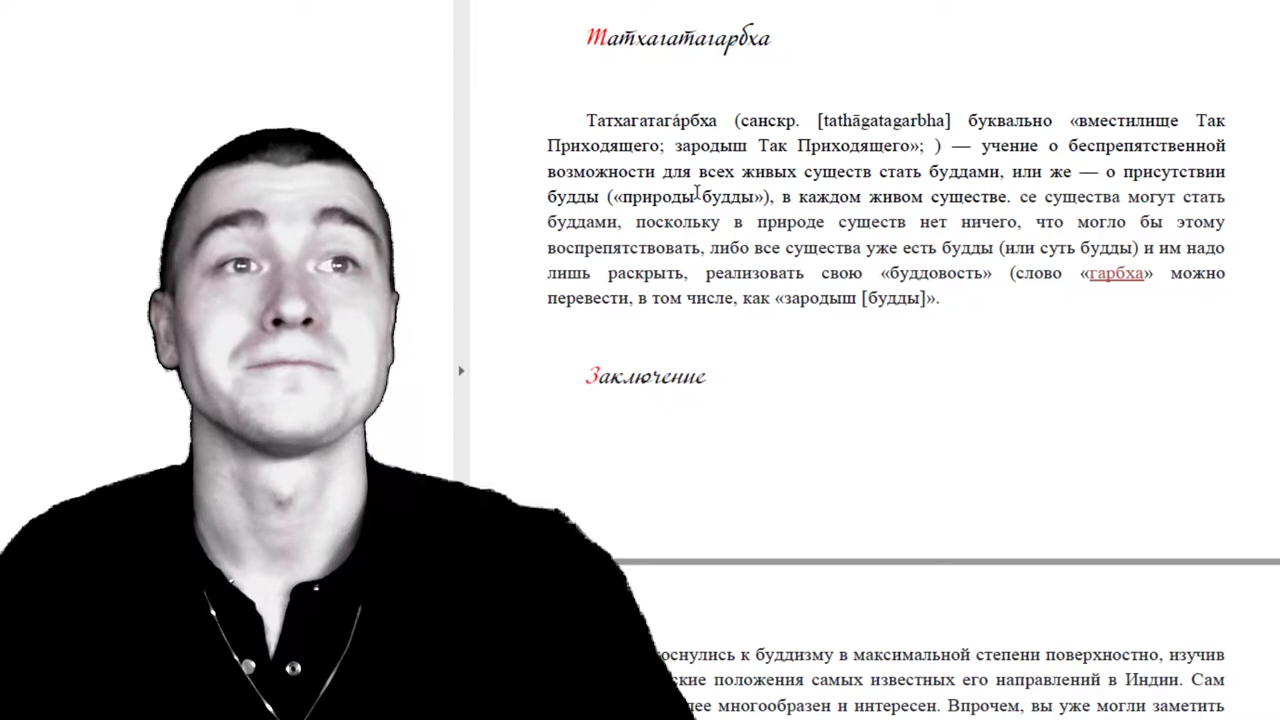 Татхагатагарбха
Татхагатага́рбха (санскр. [tathāgatagarbha] буквально «вместилище Так
Приходящего; зародыш Так Приходящего»; ) — учение о беспрепятственной
возможности для всех живых существ стать буддами, или же — о присутствии
будды («природы будды»), в каждом живом существе. се существа могут стать
буддами, поскольку в природе существ нет ничего, что могло бы этому
воспрепятствовать, либо все существа уже есть будды (или суть будды) и им надо
лишь раскрыть, реализовать свою «буддовость» (слово «гарбха» можно
перевести, в том числе, как «зародыш [будды]».
Заключение
к буддизму в максимальной степени поверхностно, изучив
положения самых известных его направлений в Индии. Сам
многообразен и интересен. Впрочем, вы уже могли заметить